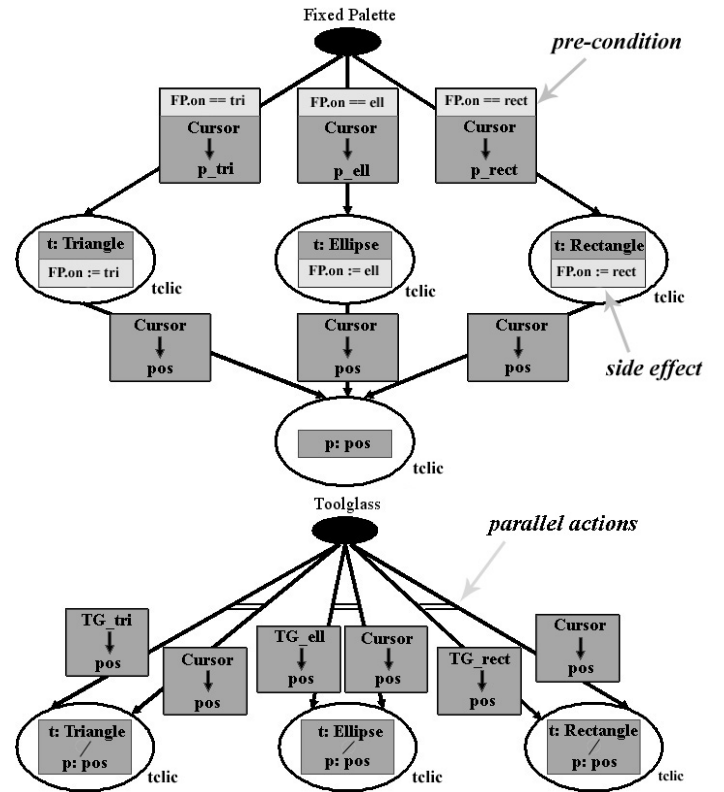 Fixed Palette
pre-condition
FP.on == tri
Cursor
p_tri
FP.on == ell
Cursor
p_ell
FP.on == rect
Cursor
p_rect
t: Triangle
FP.on := tri
tclic
t: Ellipse
FP.on := ell
tclic
t: Rectangle
FP.on := rect
tclic
side effect
Cursor
pos
Cursor
pos
Cursor
pos
p: pos
tclic
Toolglass
parallel actions
TG_tri
pos
Cursor
pos
TG_ell
pos
Cursor
pos
TG_rect
pos
Cursor
pos
t: Triangle
p: pos
tclic
t: Ellipse
p: pos
tclic
t: Rectangle
p: pos
tclic